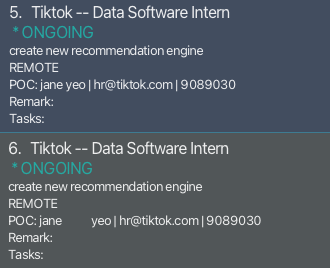 5. Tiktok -- Data Software Intern
* ONGOING
create new recommendation engine
REMOTE
POC: jane yeo | hr@tiktok.com | 9089030
Remark:
Tasks:
6. Tiktok -- Data Software Intern
* ONGOING
create new recommendation engine
REMOTE
POC: jane yeo | hr@tiktok.com | 9089030
Remark:
Tasks: